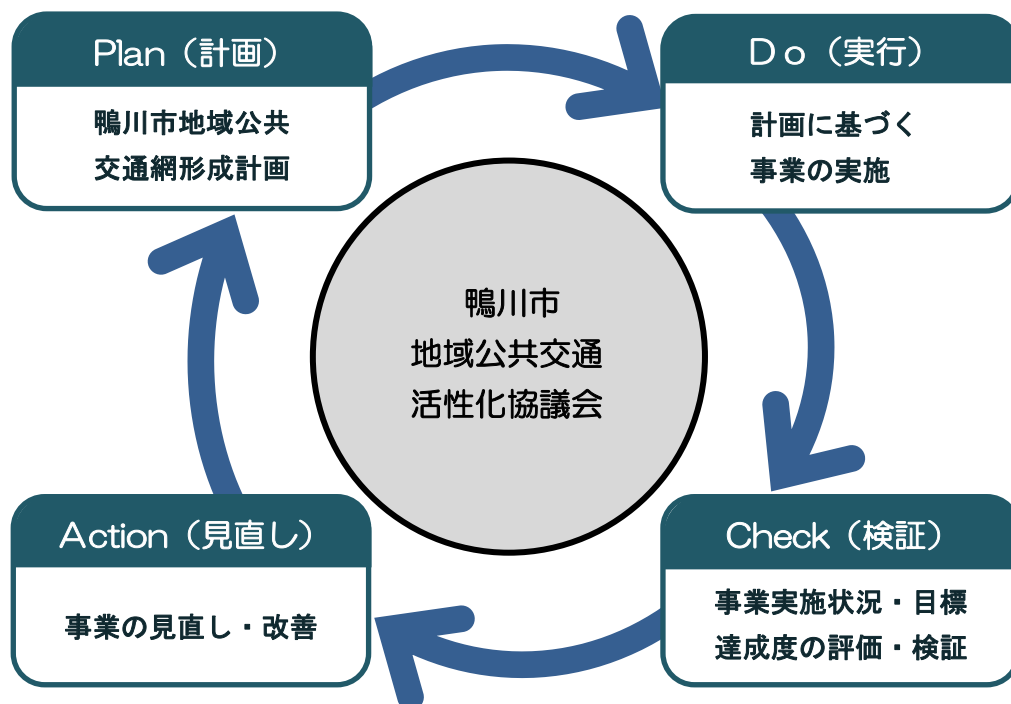 Plan（計画）
鴨川市地域公共
交通網形成計画
Ｄｏ（実行）
計画に基づく
事業の実施
鴨川市
地域公共交通
活性化協議会
Action（見直し）
事業の見直し・改善
Check（検証）
事業実施状況・目標
達成度の評価・検証